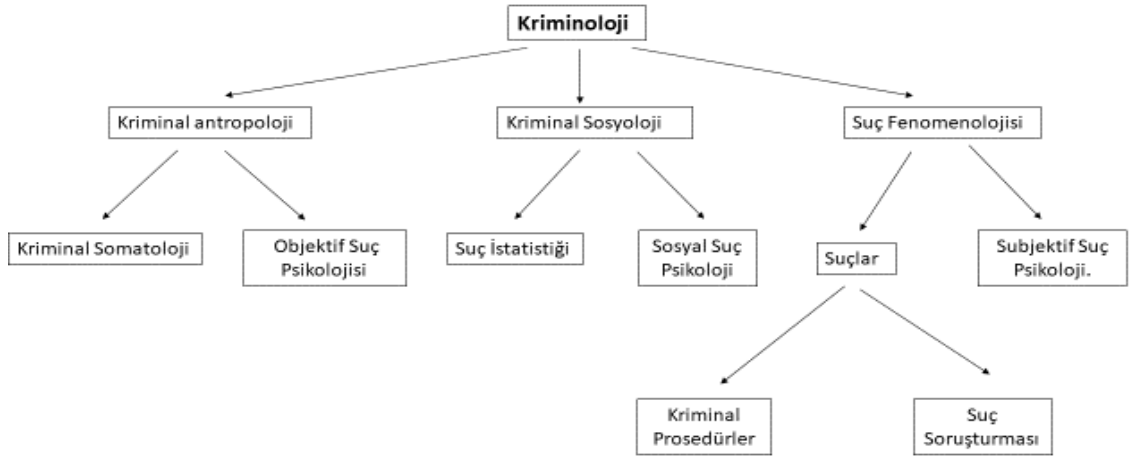 Kriminoloji
Kriminal antropoloji
Kriminal Sosyoloji
Suç Fenomenolojisi
Kriminal Somatoloji
Objektif Suç
Psikolojisi
Suç İstatistiği
Sosyal Suç
Psikoloji
Suçlar
Subjektif Suç
Psikoloji.
Kriminal
Prosedürler
Suç
Soruşturması